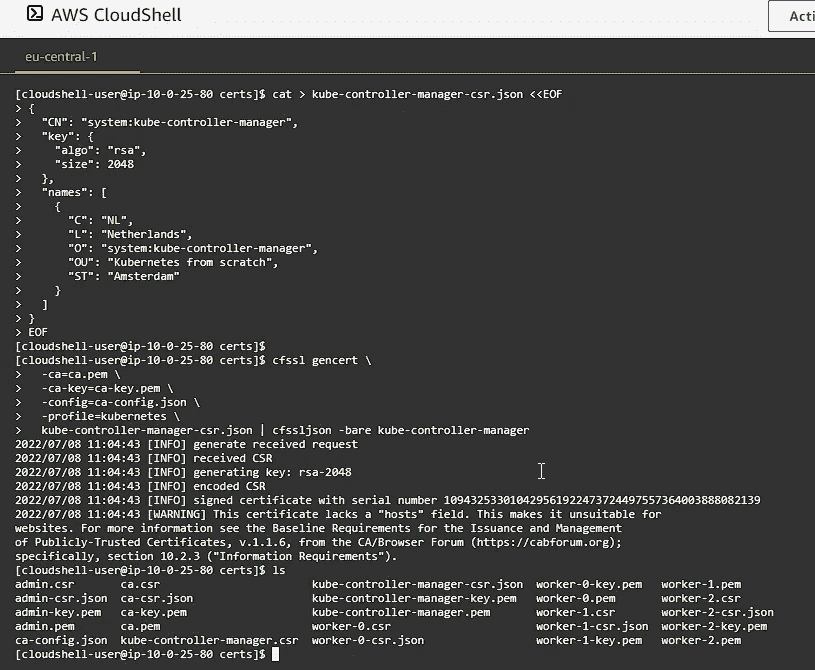 AWS CloudShell
Acti
eu-central-1
[cloudshell-user@ip-10-0-25-80 certs]$ cat > kube-controller-manager-csr.json <<EOF
> {
>   "CN": "system:kube-controller-manager",
>   "key": {
>     "algo": "rsa",
>     "size": 2048
>   },
>   "names": [
>     {
>       "C": "NL",
>       "L": "Netherlands",
>       "O": "system:kube-controller-manager",
>       "OU": "Kubernetes from scratch",
>       "ST": "Amsterdam"
>     }
>   ]
> }
> EOF
[cloudshell-user@ip-10-0-25-80 certs]$
[cloudshell-user@ip-10-0-25-80 certs]$ cfssl gencert \
>   -ca=ca.pem \
>   -ca-key=ca-key.pem \
>   -config=ca-config.json \
>   -profile=kubernetes \
>   kube-controller-manager-csr.json | cfssljson -bare kube-controller-manager
2022/07/08 11:04:43 [INFO] generate received request
2022/07/08 11:04:43 [INFO] received CSR
2022/07/08 11:04:43 [INFO] generating key: rsa-2048
2022/07/08 11:04:43 [INFO] encoded CSR
2022/07/08 11:04:43 [INFO] signed certificate with serial number 109432533010429561922473724497557364003888082139
2022/07/08 11:04:43 [WARNING] This certificate lacks a "hosts" field. This makes it unsuitable for
websites. For more information see the Baseline Requirements for the Issuance and Management
of Publicly-Trusted Certificates, v.1.1.6, from the CA/Browser Forum (https://cabforum.org);
specifically, section 10.2.3 ("Information Requirements").
[cloudshell-user@ip-10-0-25-80 certs]$ ls
admin.csr       ca.csr                       kube-controller-manager-csr.json  worker-0-key.pem   worker-1.pem
admin-csr.json  ca-csr.json                  kube-controller-manager-key.pem   worker-0.pem       worker-2.csr
admin-key.pem   ca-key.pem                   kube-controller-manager.pem       worker-1.csr       worker-2-csr.json
admin.pem       ca.pem                       worker-0.csr                      worker-1-csr.json  worker-2-key.pem
ca-config.json  kube-controller-manager.csr  worker-0-csr.json                 worker-1-key.pem   worker-2.pem
[cloudshell-user@ip-10-0-25-80 certs]$